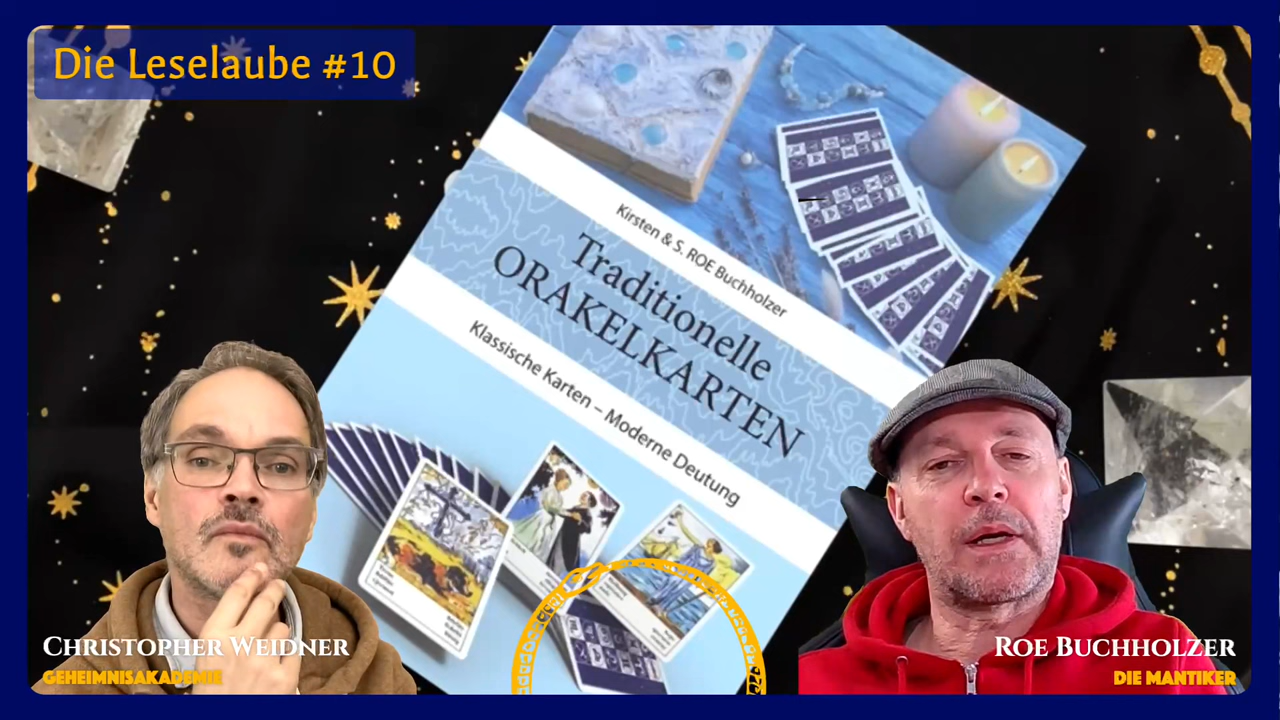 Die Leselaube #10
Kirsten & S. ROE Buchholzer
Traditionelle
ORAKELKARTEN
Klassische Karten – Moderne Deutung
CHRISTOPHER WEIDNER
GEHEIMNISAKADEMIE
ROE BUCHHOLZER
DIE MANTIKER